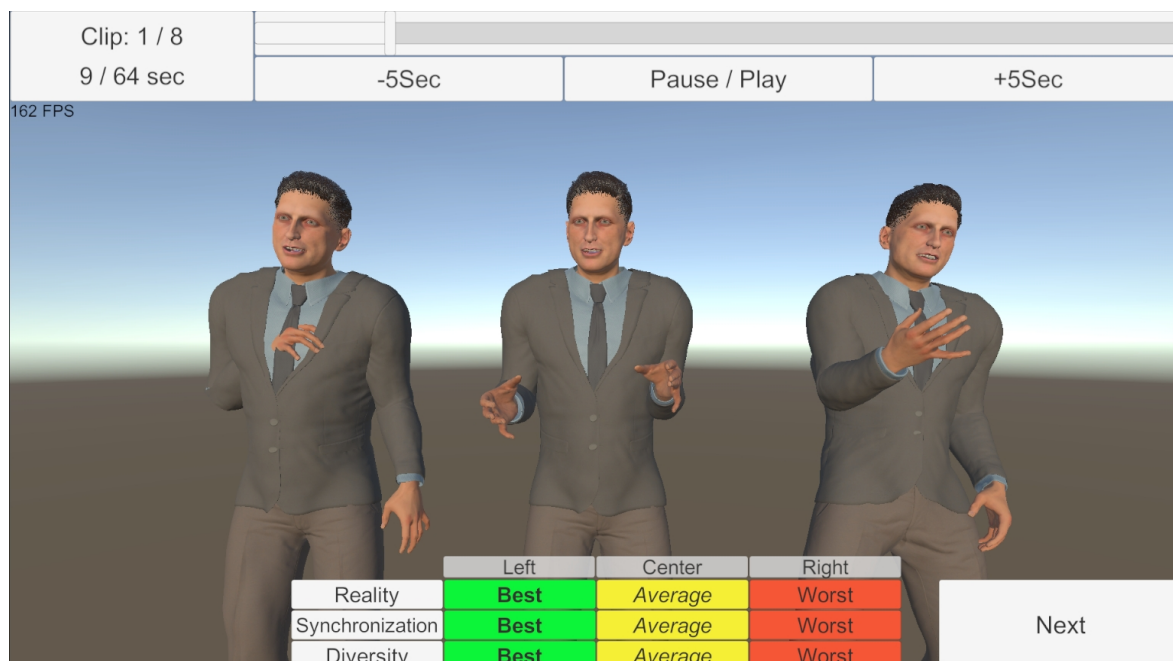 Clip: 1 / 8
9 / 64 sec
-5Sec Pause / Play +5Sec
162 FPS
Left Center Right
Reality Best Average Worst
Synchronization Best Average Worst
Diversity Best Average Worst
Next